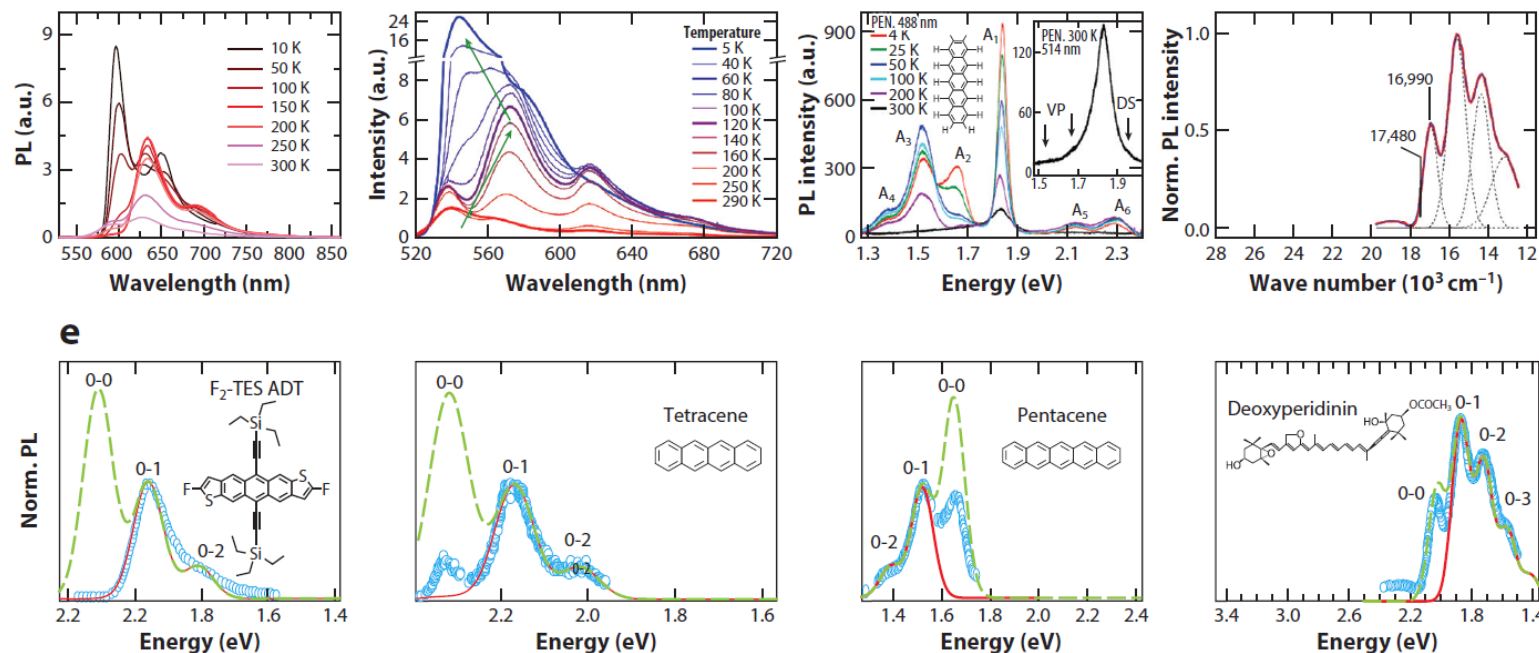 9
6
3
0
PL (a.u.)
10 K
50 K
100 K
150 K
200 K
250 K
300 K
550 600 650 700 750 800 850
Wavelength (nm)
24
16
8
6
4
2
0
Intensity (a.u.)
Temperature
5 K
40 K
60 K
80 K
100 K
120 K
140 K
160 K
200 K
250 K
290 K
520 560 600 640 680 720
Wavelength (nm)
900
600
300
0
PL intensity (a.u.)
PEN. 488 nm
4 K
25 K
50 K
100 K
200 K
300 K
A1
A2
A3
A4
A5
A6
H H
H H
H H
H H
H H
H H
PEN. 300 K
514 nm
120
60
0
VP
DS
1.5 1.7 1.9
1.3 1.5 1.7 1.9 2.1 2.3
Energy (eV)
1.0
0.5
0.0
Norm. PL intensity
16,990
17,480
28 24 20 18 16 14 12
Wave number (10³ cm⁻¹)
e
Norm. PL
0-0
0-1
0-2
F₂-TES ADT
Si
S
F
F
S
Si
2.2 2.0 1.8 1.6 1.4
Energy (eV)
0-0
0-1
0-2
0-2
Tetracene
2.2 2.0 1.8 1.6
Energy (eV)
0-0
0-1
0-2
Pentacene
1.4 1.6 1.8 2.0 2.2 2.4
Energy (eV)
Deoxyperidinin
HO
O
O
HO
OCOCH₃
0-0
0-1
0-2
0-3
3.0 2.6 2.2 1.8 1.4
Energy (eV)